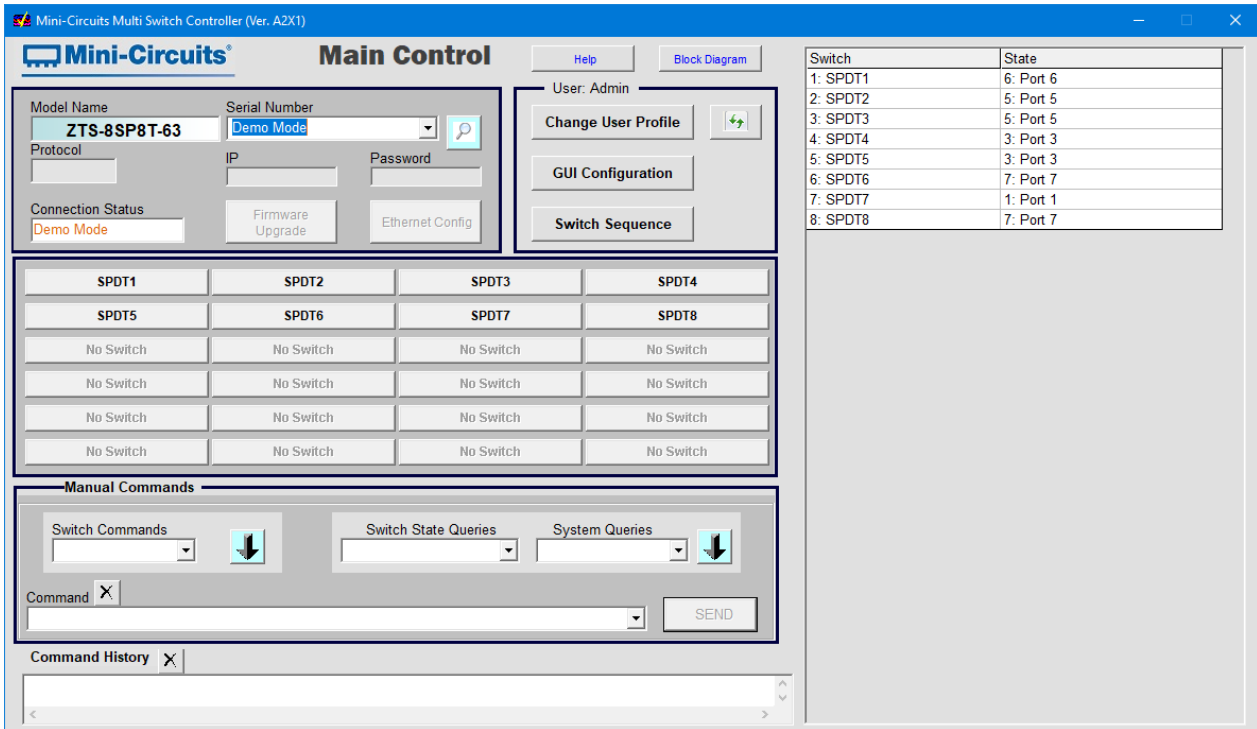 Mini-Circuits Multi Switch Controller (Ver. A2X1)
Mini-Circuits®
Main Control
Help
Block Diagram
Model Name
ZTS-8SP8T-63
Serial Number
Demo Mode
Protocol
IP
Password
Connection Status
Demo Mode
Firmware
Upgrade
Ethernet Config
User: Admin
Change User Profile
GUI Configuration
Switch Sequence
SPDT1 SPDT2 SPDT3 SPDT4
SPDT5 SPDT6 SPDT7 SPDT8
No Switch No Switch No Switch No Switch
No Switch No Switch No Switch No Switch
No Switch No Switch No Switch No Switch
No Switch No Switch No Switch No Switch
Manual Commands
Switch Commands
Switch State Queries
System Queries
Command X
SEND
Command History X
Switch State
1: SPDT1 6: Port 6
2: SPDT2 5: Port 5
3: SPDT3 5: Port 5
4: SPDT4 3: Port 3
5: SPDT5 3: Port 3
6: SPDT6 7: Port 7
7: SPDT7 1: Port 1
8: SPDT8 7: Port 7